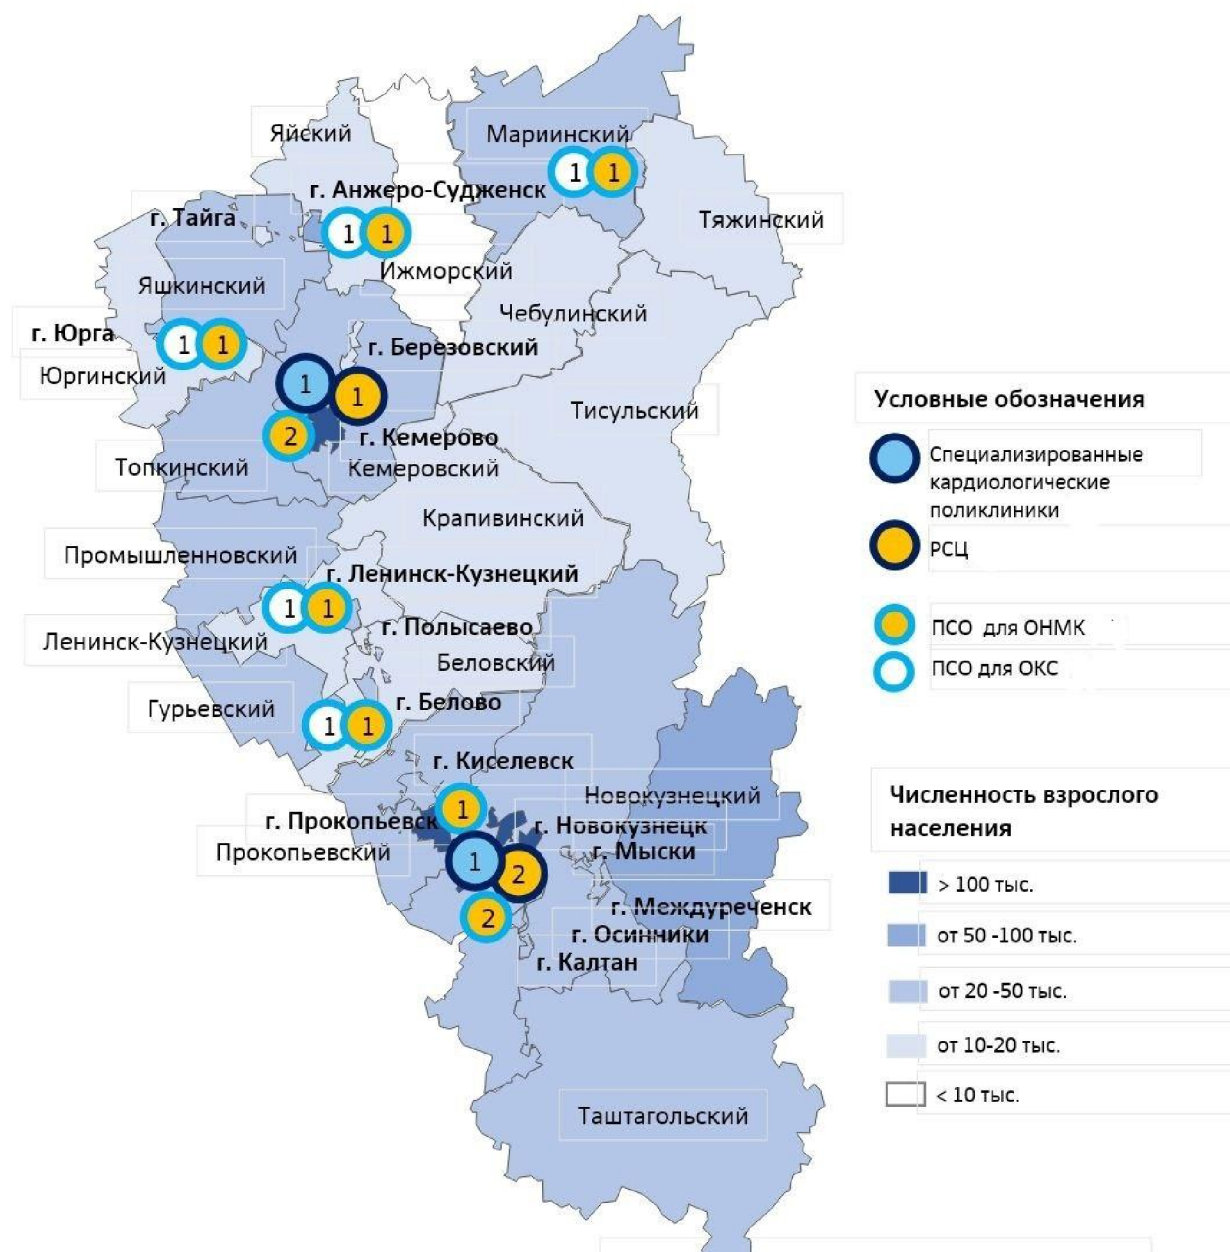 Яйский
Мариинский
г. Анжеро-Судженск
1 1
г. Тайга
Тяжинский
1 1
Ижморский
Яшкинский
Чебулинский
г. Юрга
1 1
г. Березовский
Юргинский
1
1
Тисульский
2
г. Кемерово
Топкинский
Кемеровский
Крапивинский
Промышленновский
г. Ленинск-Кузнецкий
1 1
г. Полысаево
Ленинск-Кузнецкий
Беловский
г. Белово
Гурьевский
1 1
г. Киселевск
Новокузнецкий
1
г. Прокопьевск
г. Новокузнецк
Прокопьевский
г. Мыски
1
2
г. Междуреченск
2
г. Осинники
г. Калтан
Таштагольский
Условные обозначения
Специализированные
кардиологические
поликлиники
РСЦ
ПСО для ОНМК
ПСО для ОКС
Численность взрослого
населения
> 100 тыс.
от 50 -100 тыс.
от 20 -50 тыс.
от 10-20 тыс.
< 10 тыс.